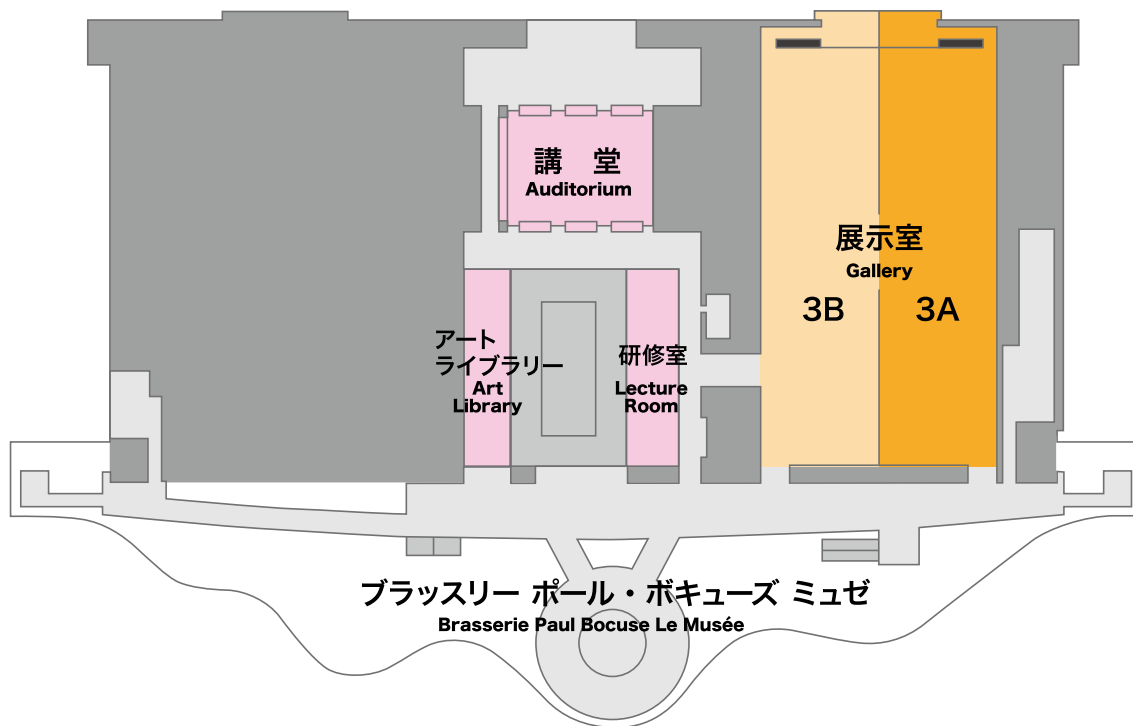 講 堂
Auditorium
展示室
Gallery
3B
3A
アート
ライブラリー
Art
Library
研修室
Lecture
Room
ブラッスリー ポール・ボキューズ ミュゼ
Brasserie Paul Bocuse Le Musée